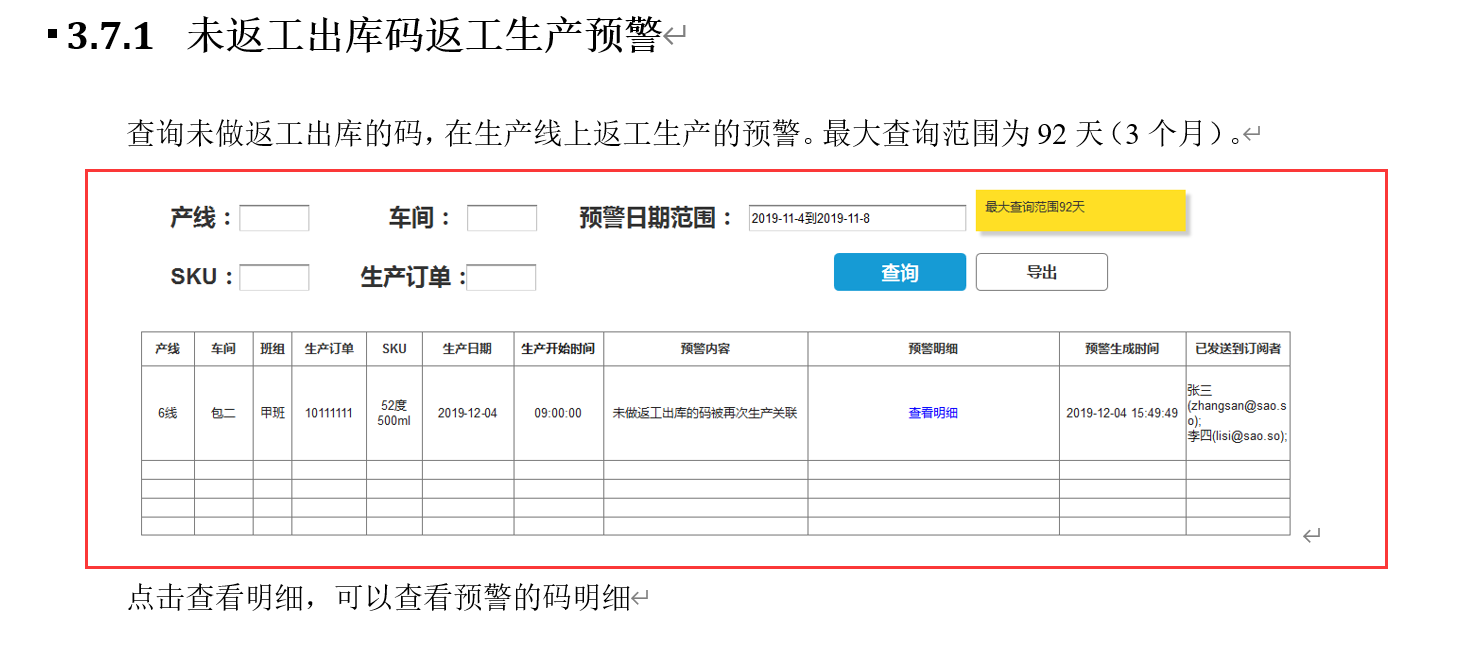 3.7.1 未返工出库码返工生产预警
查询未做返工出库的码，在生产线上返工生产的预警。最大查询范围为 92 天（3 个月）。
产线： 车间： 预警日期范围： 2019-11-4到2019-11-8 最大查询范围92天
SKU： 生产订单： 查询 导出
产线 车间 班组 生产订单 SKU 生产日期 生产开始时间 预警内容 预警明细 预警生成时间 已发送到订阅者
6线 包二 甲班 10111111 52度 500ml 2019-12-04 09:00:00 未做返工出库的码被再次生产关联 查看明细 2019-12-04 15:49:49 张三
(zhangsan@sao.s
o);
李四(lisi@sao.so);
点击查看明细，可以查看预警的码明细